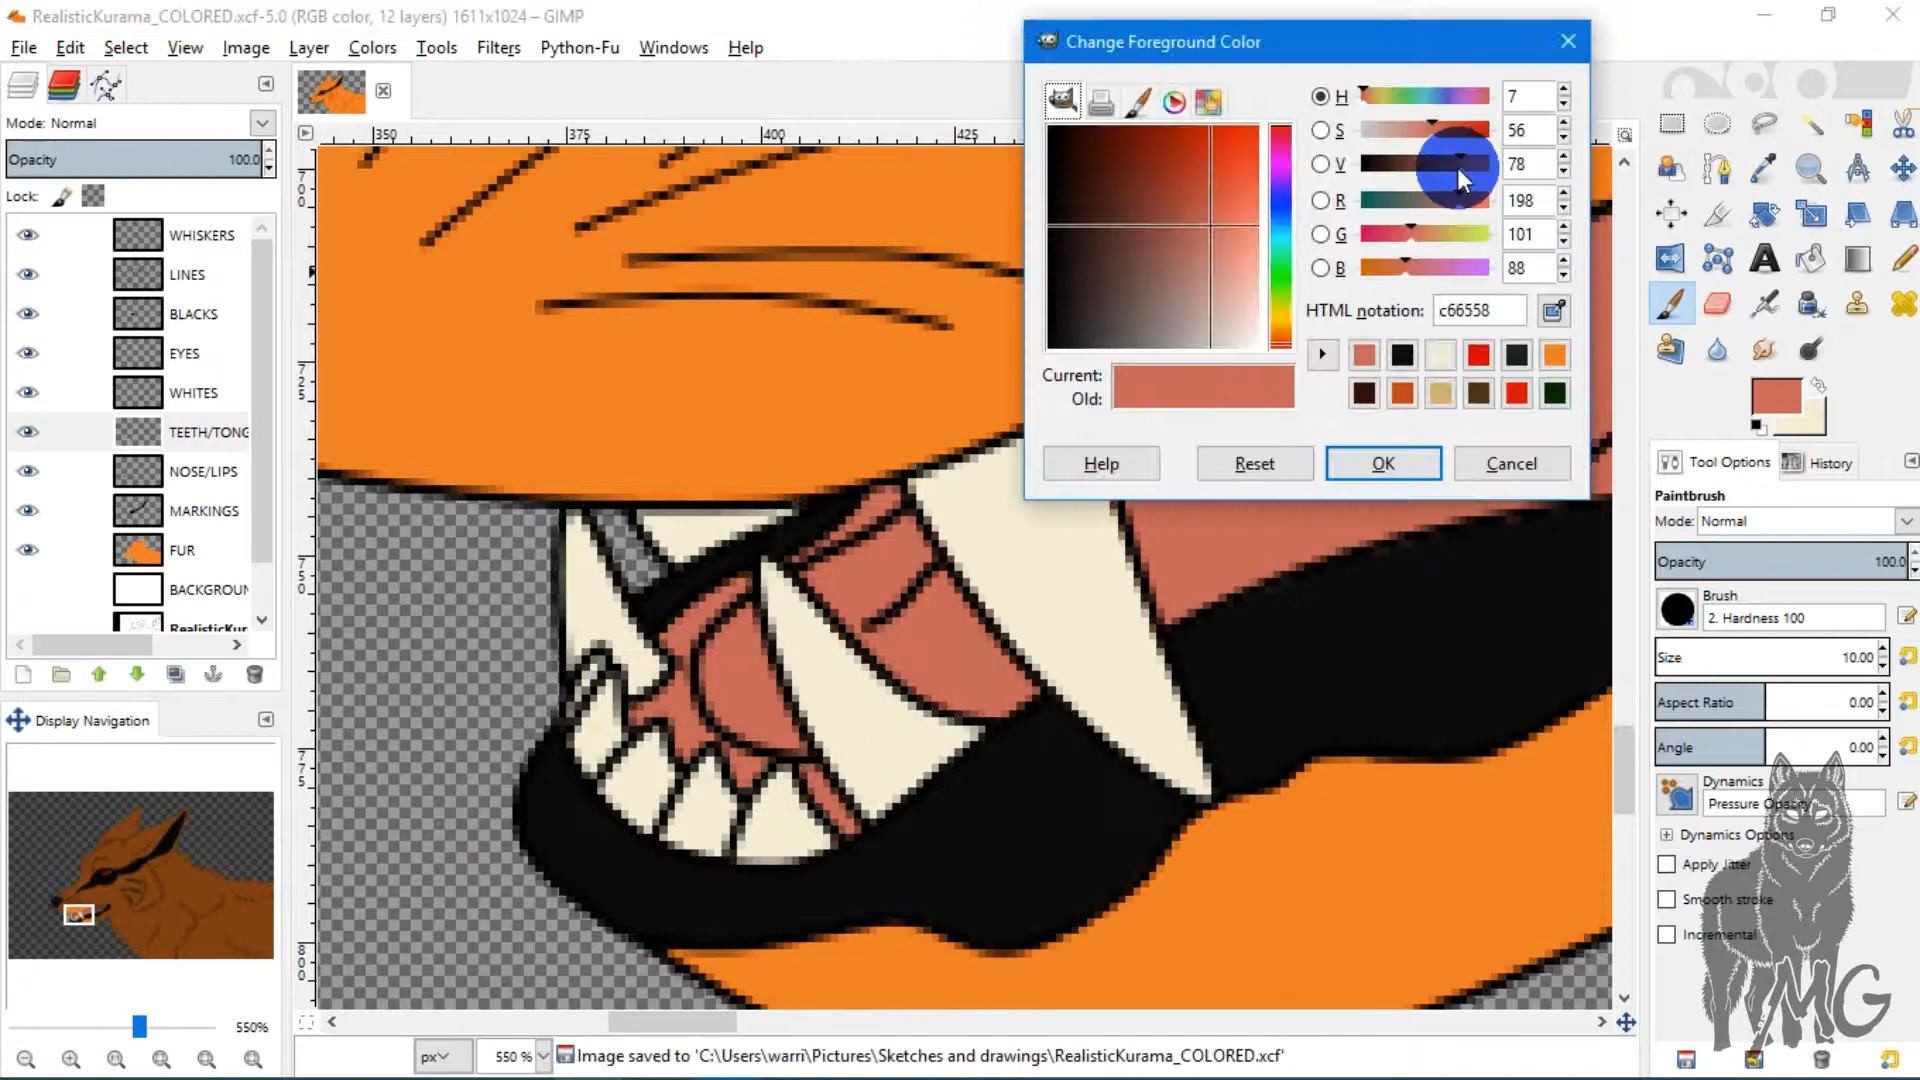 RealisticKurama_COLORED.xcf-5.0 (RGB color, 12 layers) 1611x1024 – GIMP
File Edit Select View Image Layer Colors Tools Filters Python-Fu Windows Help
Mode: Normal
Opacity 100.0
Lock:
WHISKERS
LINES
BLACKS
EYES
WHITES
TEETH/TONG
NOSE/LIPS
MARKINGS
FUR
BACKGROUN
RealisticKur
Display Navigation
550%
350 375 400 425
700
725
750
775
800
px 550 % Image saved to 'C:\Users\warri\Pictures\Sketches and drawings\RealisticKurama_COLORED.xcf'
Change Foreground Color
H 7
S 56
V 78
R 198
G 101
B 88
HTML notation: c66558
Current:
Old:
Help Reset OK Cancel
Tool Options History
Paintbrush
Mode: Normal
Opacity 100.0
Brush
2. Hardness 100
Size 10.00
Aspect Ratio 0.00
Angle 0.00
Dynamics
Pressure Opacity
Dynamics Options
Apply Jitter
Smooth stroke
Incremental
MG